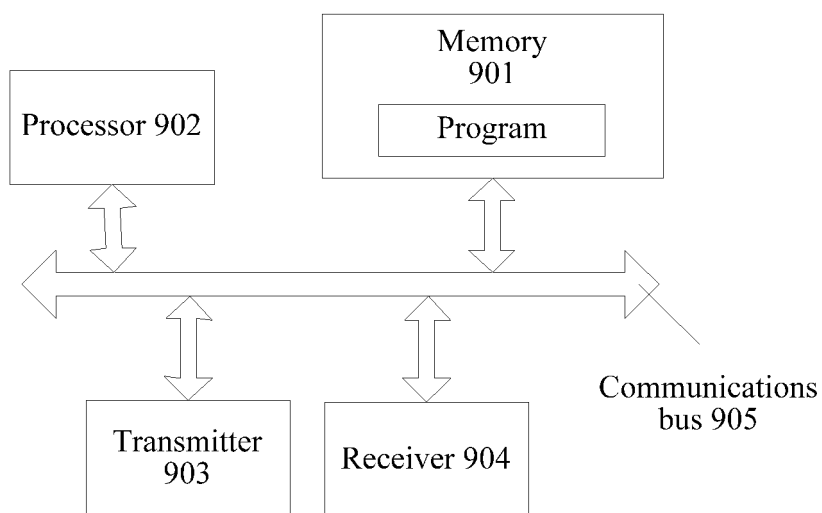 Memory
901
Program
Processor 902
Communications
bus 905
Transmitter
903
Receiver 904